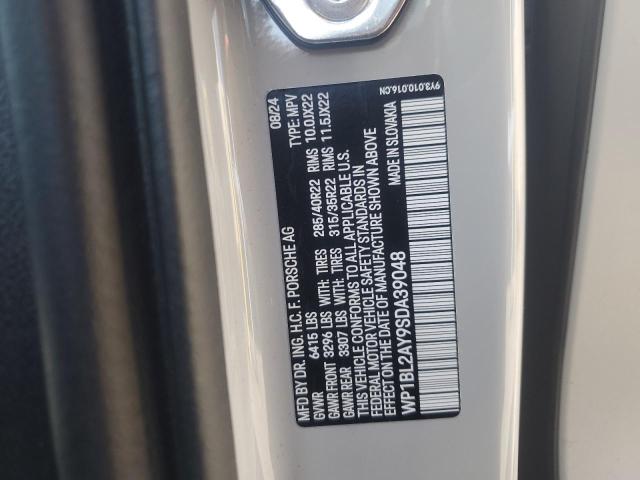 MFD BY DR. ING. H.C. F. PORSCHE AG 08/24
GVWR 6415 LBS TYPE: MPV
GAWR FRONT 3296 LBS WITH: TIRES 285/40R22 RIMS 10.0JX22
GAWR REAR 3307 LBS WITH: TIRES 315/35R22 RIMS 11.5JX22
THIS VEHICLE CONFORMS TO ALL APPLICABLE U.S.
FEDERAL MOTOR VEHICLE SAFETY STANDARDS IN
EFFECT ON THE DATE OF MANUFACTURE SHOWN ABOVE
WP1BL2AY9SDA39048 MADE IN SLOVAKIA
9Y3.010.016.CN